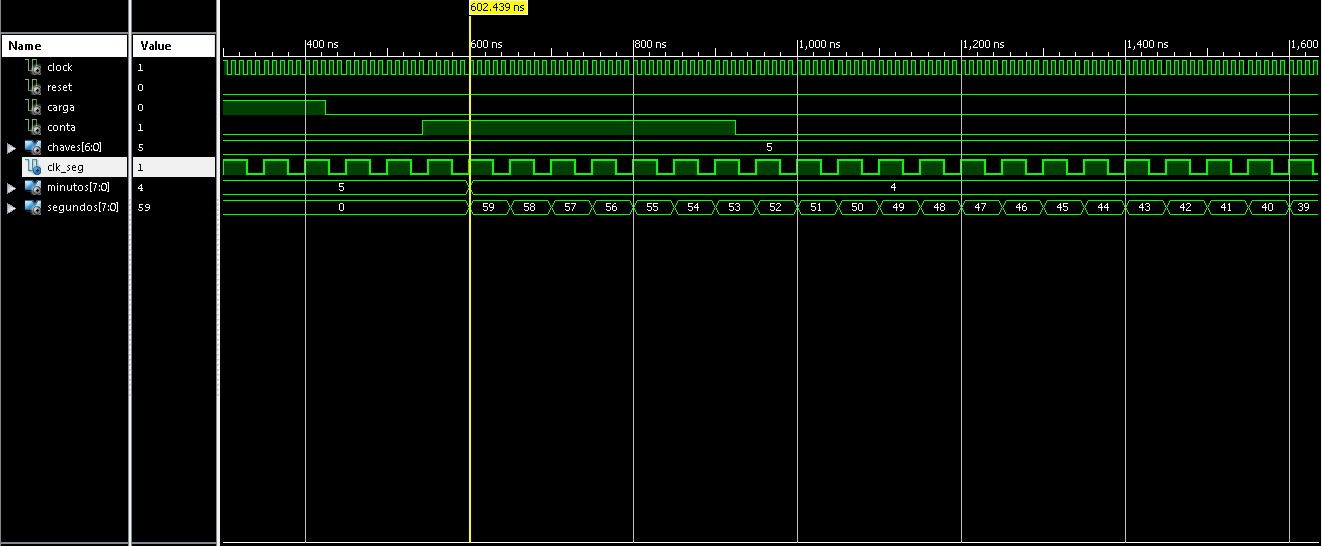 602.439 ns
Name Value
400 ns 600 ns 800 ns 1,000 ns 1,200 ns 1,400 ns 1,600
clock 1
reset 0
carga 0
conta 1
chaves[6:0] 5 5
clk_seg 1
minutos[7:0] 4 5 4
segundos[7:0] 59 0 59 58 57 56 55 54 53 52 51 50 49 48 47 46 45 44 43 42 41 40 39